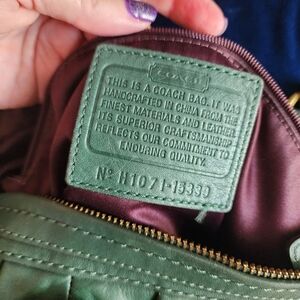 COACH
THIS IS A COACH BAG. IT WAS
HANDCRAFTED IN CHINA FROM THE
FINEST MATERIALS AND LEATHER.
ITS SUPERIOR CRAFTSMANSHIP
REFLECTS OUR COMMITMENT TO
ENDURING QUALITY.
Nº H1071-15330